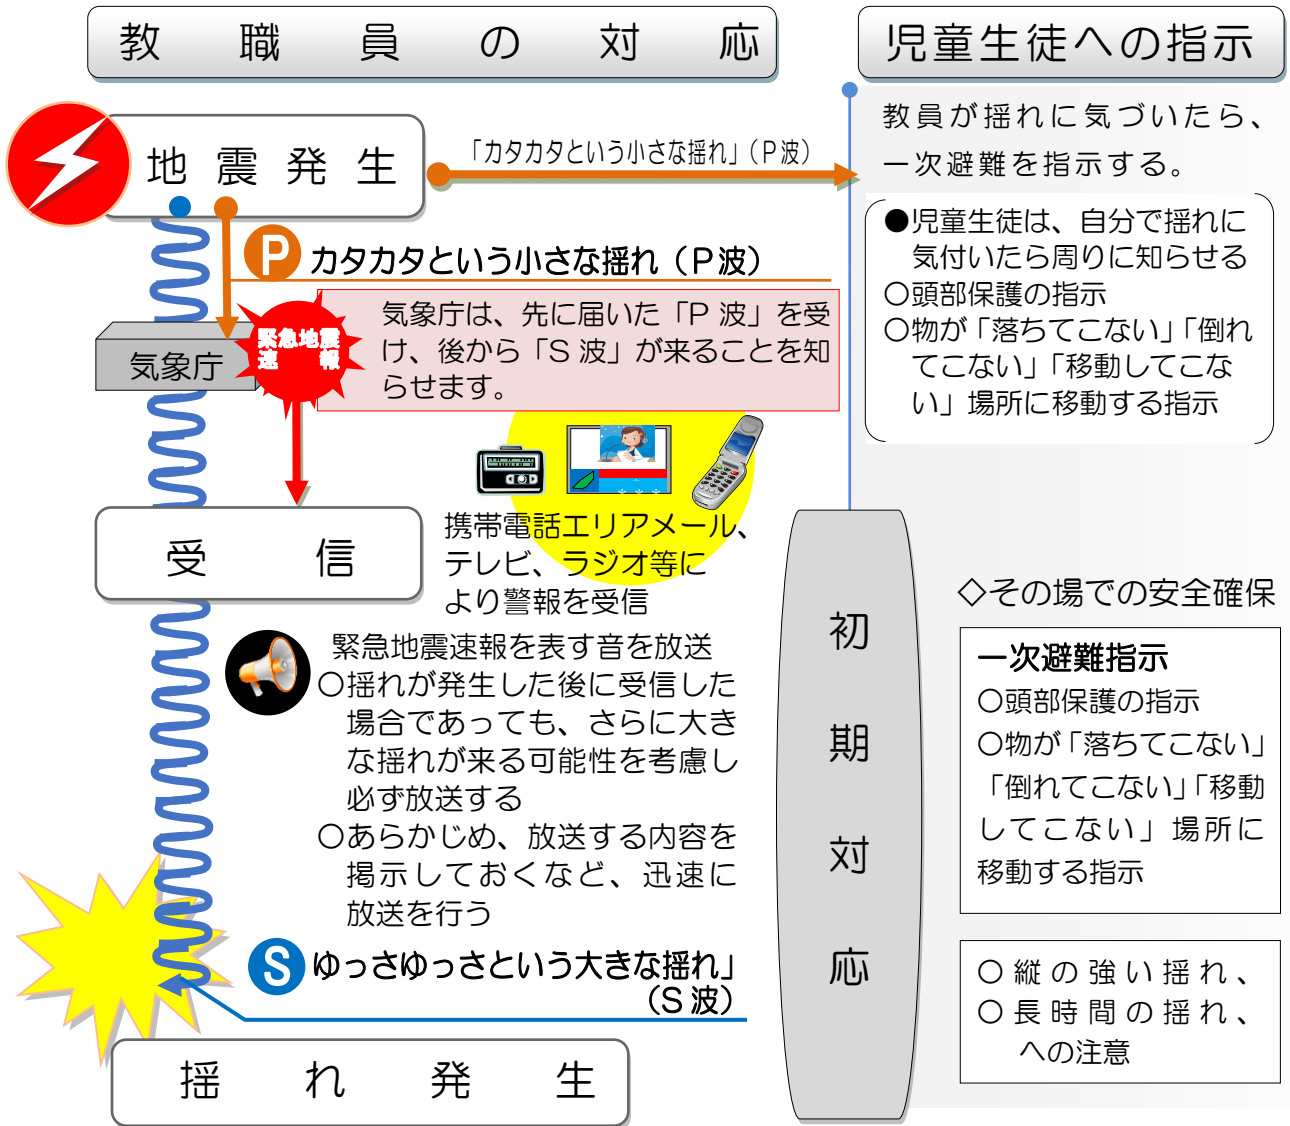 教職員の対応
児童生徒への指示
地震発生
「カタカタという小さな揺れ」（P波）
P カタカタという小さな揺れ（P波）
気象庁
緊急地震
速報
気象庁は、先に届いた「P 波」を受
け、後から「S 波」が来ることを知
らせます。
受信
携帯電話エリアメール、
テレビ、ラジオ等に
より警報を受信
緊急地震速報を表す音を放送
○揺れが発生した後に受信した
場合であっても、さらに大き
な揺れが来る可能性を考慮し
必ず放送する
○あらかじめ、放送する内容を
掲示しておくなど、迅速に
放送を行う
S ゆっさゆっさという大きな揺れ」
（S波）
揺れ発生
教員が揺れに気づいたら、
一次避難を指示する。
●児童生徒は、自分で揺れに
気付いたら周りに知らせる
○頭部保護の指示
○物が「落ちてこない」「倒れ
てこない」「移動してこな
い」場所に移動する指示
初期対応
◇その場での安全確保
一次避難指示
○頭部保護の指示
○物が「落ちてこない」
「倒れてこない」「移動
してこない」場所に
移動する指示
○縦の強い揺れ、
○長時間の揺れ、
への注意